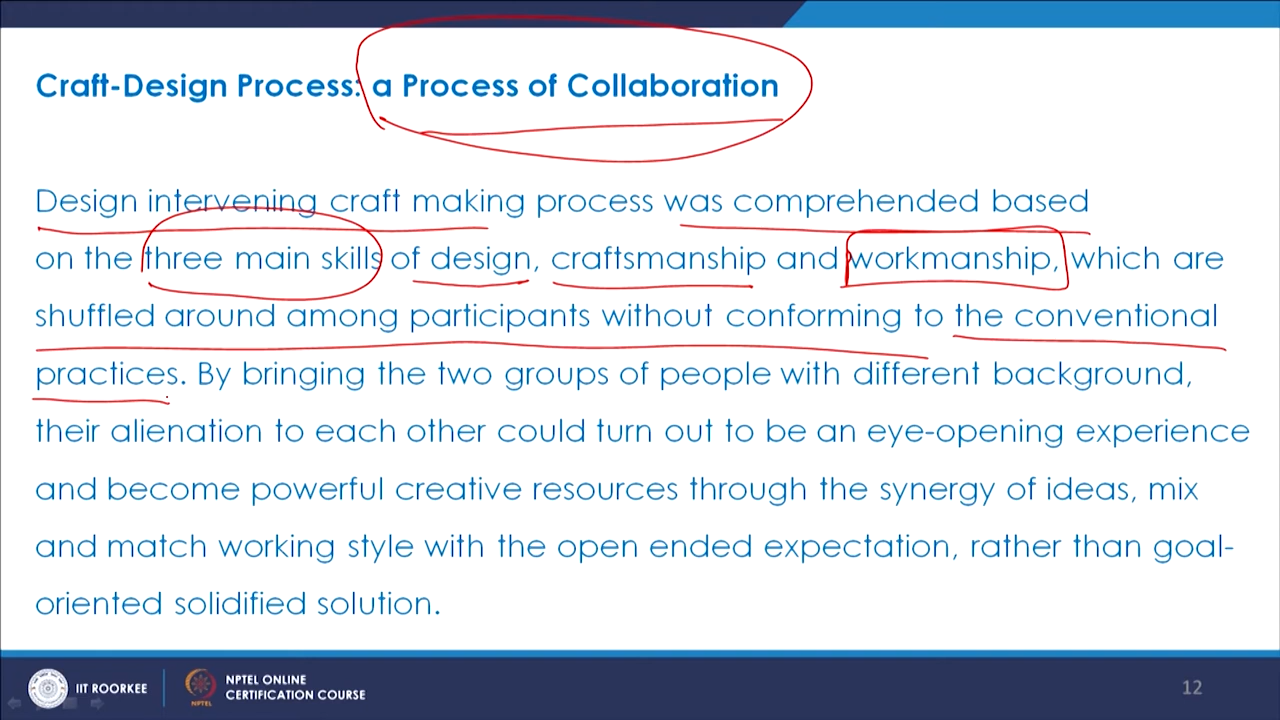 Craft-Design Process: a Process of Collaboration
Design intervening craft making process was comprehended based
on the three main skills of design, craftsmanship and workmanship, which are
shuffled around among participants without conforming to the conventional
practices. By bringing the two groups of people with different background,
their alienation to each other could turn out to be an eye-opening experience
and become powerful creative resources through the synergy of ideas, mix
and match working style with the open ended expectation, rather than goal-
oriented solidified solution.
IIT ROORKEE
NPTEL ONLINE
CERTIFICATION COURSE
NPTEL
12